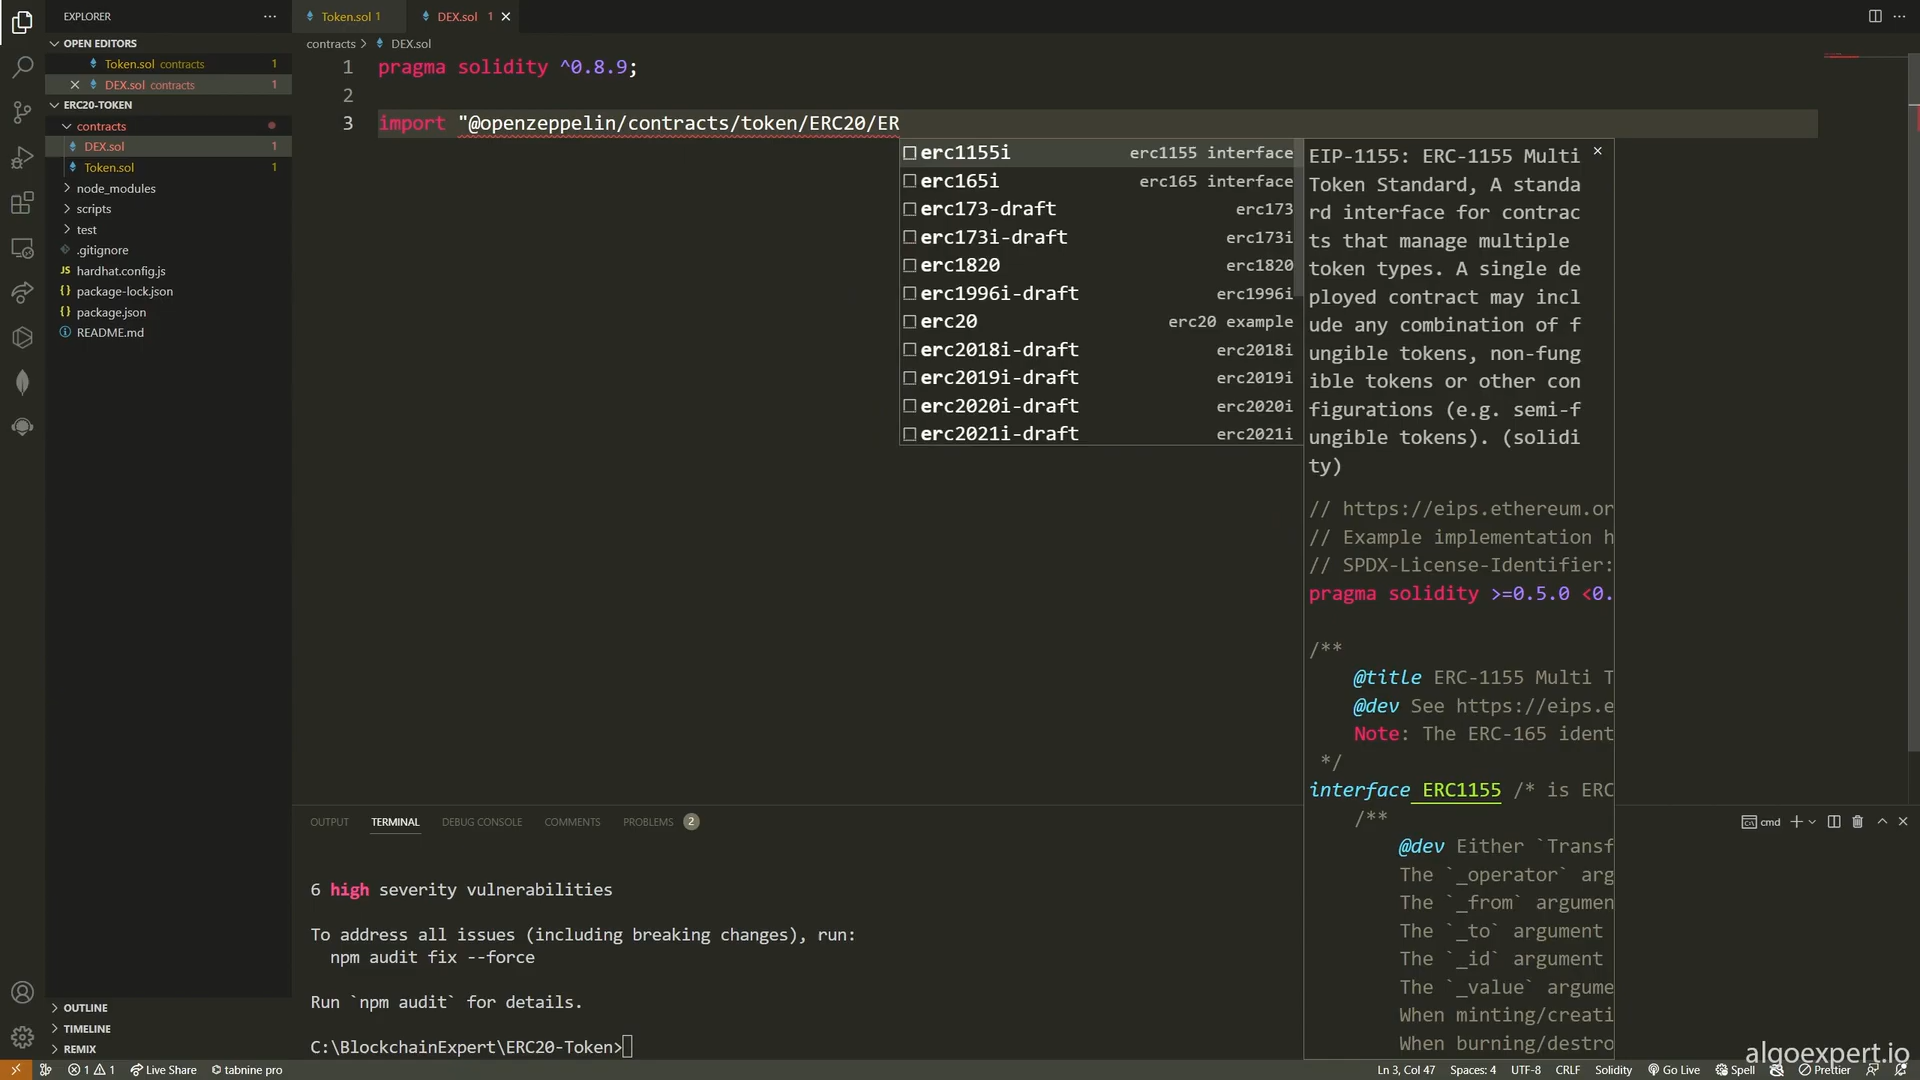 EXPLORER
OPEN EDITORS
Token.sol contracts 1
DEX.sol contracts 1
ERC20-TOKEN
contracts
DEX.sol 1
Token.sol 1
node_modules
scripts
test
.gitignore
JS hardhat.config.js
package-lock.json
package.json
README.md
OUTLINE
TIMELINE
REMIX
Token.sol 1
DEX.sol 1
contracts > DEX.sol
1 pragma solidity ^0.8.9;
2
3 import "@openzeppelin/contracts/token/ERC20/ER
erc1155i erc1155 interface
erc165i erc165 interface
erc173-draft erc173
erc173i-draft erc173i
erc1820 erc1820
erc1996i-draft erc1996i
erc20 erc20 example
erc2018i-draft erc2018i
erc2019i-draft erc2019i
erc2020i-draft erc2020i
erc2021i-draft erc2021i
EIP-1155: ERC-1155 Multi
Token Standard, A standa
rd interface for contrac
ts that manage multiple
token types. A single de
ployed contract may incl
ude any combination of f
ungible tokens, non-fung
ible tokens or other con
figurations (e.g. semi-f
ungible tokens). (solidi
ty)
// https://eips.ethereum.or
// Example implementation h
// SPDX-License-Identifier:
pragma solidity >=0.5.0 <0.
/**
@title ERC-1155 Multi T
@dev See https://eips.e
Note: The ERC-165 ident
*/
interface ERC1155 /* is ERC
/**
@dev Either `Transf
The `_operator` arg
The `_from` argumen
The `_to` argument
The `_id` argument
The `_value` argume
When minting/creati
When burning/destro
OUTPUT TERMINAL DEBUG CONSOLE COMMENTS PROBLEMS 2
cmd
6 high severity vulnerabilities
To address all issues (including breaking changes), run:
npm audit fix --force
Run `npm audit` for details.
C:\BlockchainExpert\ERC20-Token>
algoexpert.io
1 1 Live Share tabnine pro Ln 3, Col 47 Spaces: 4 UTF-8 CRLF Solidity Go Live Spell Prettier